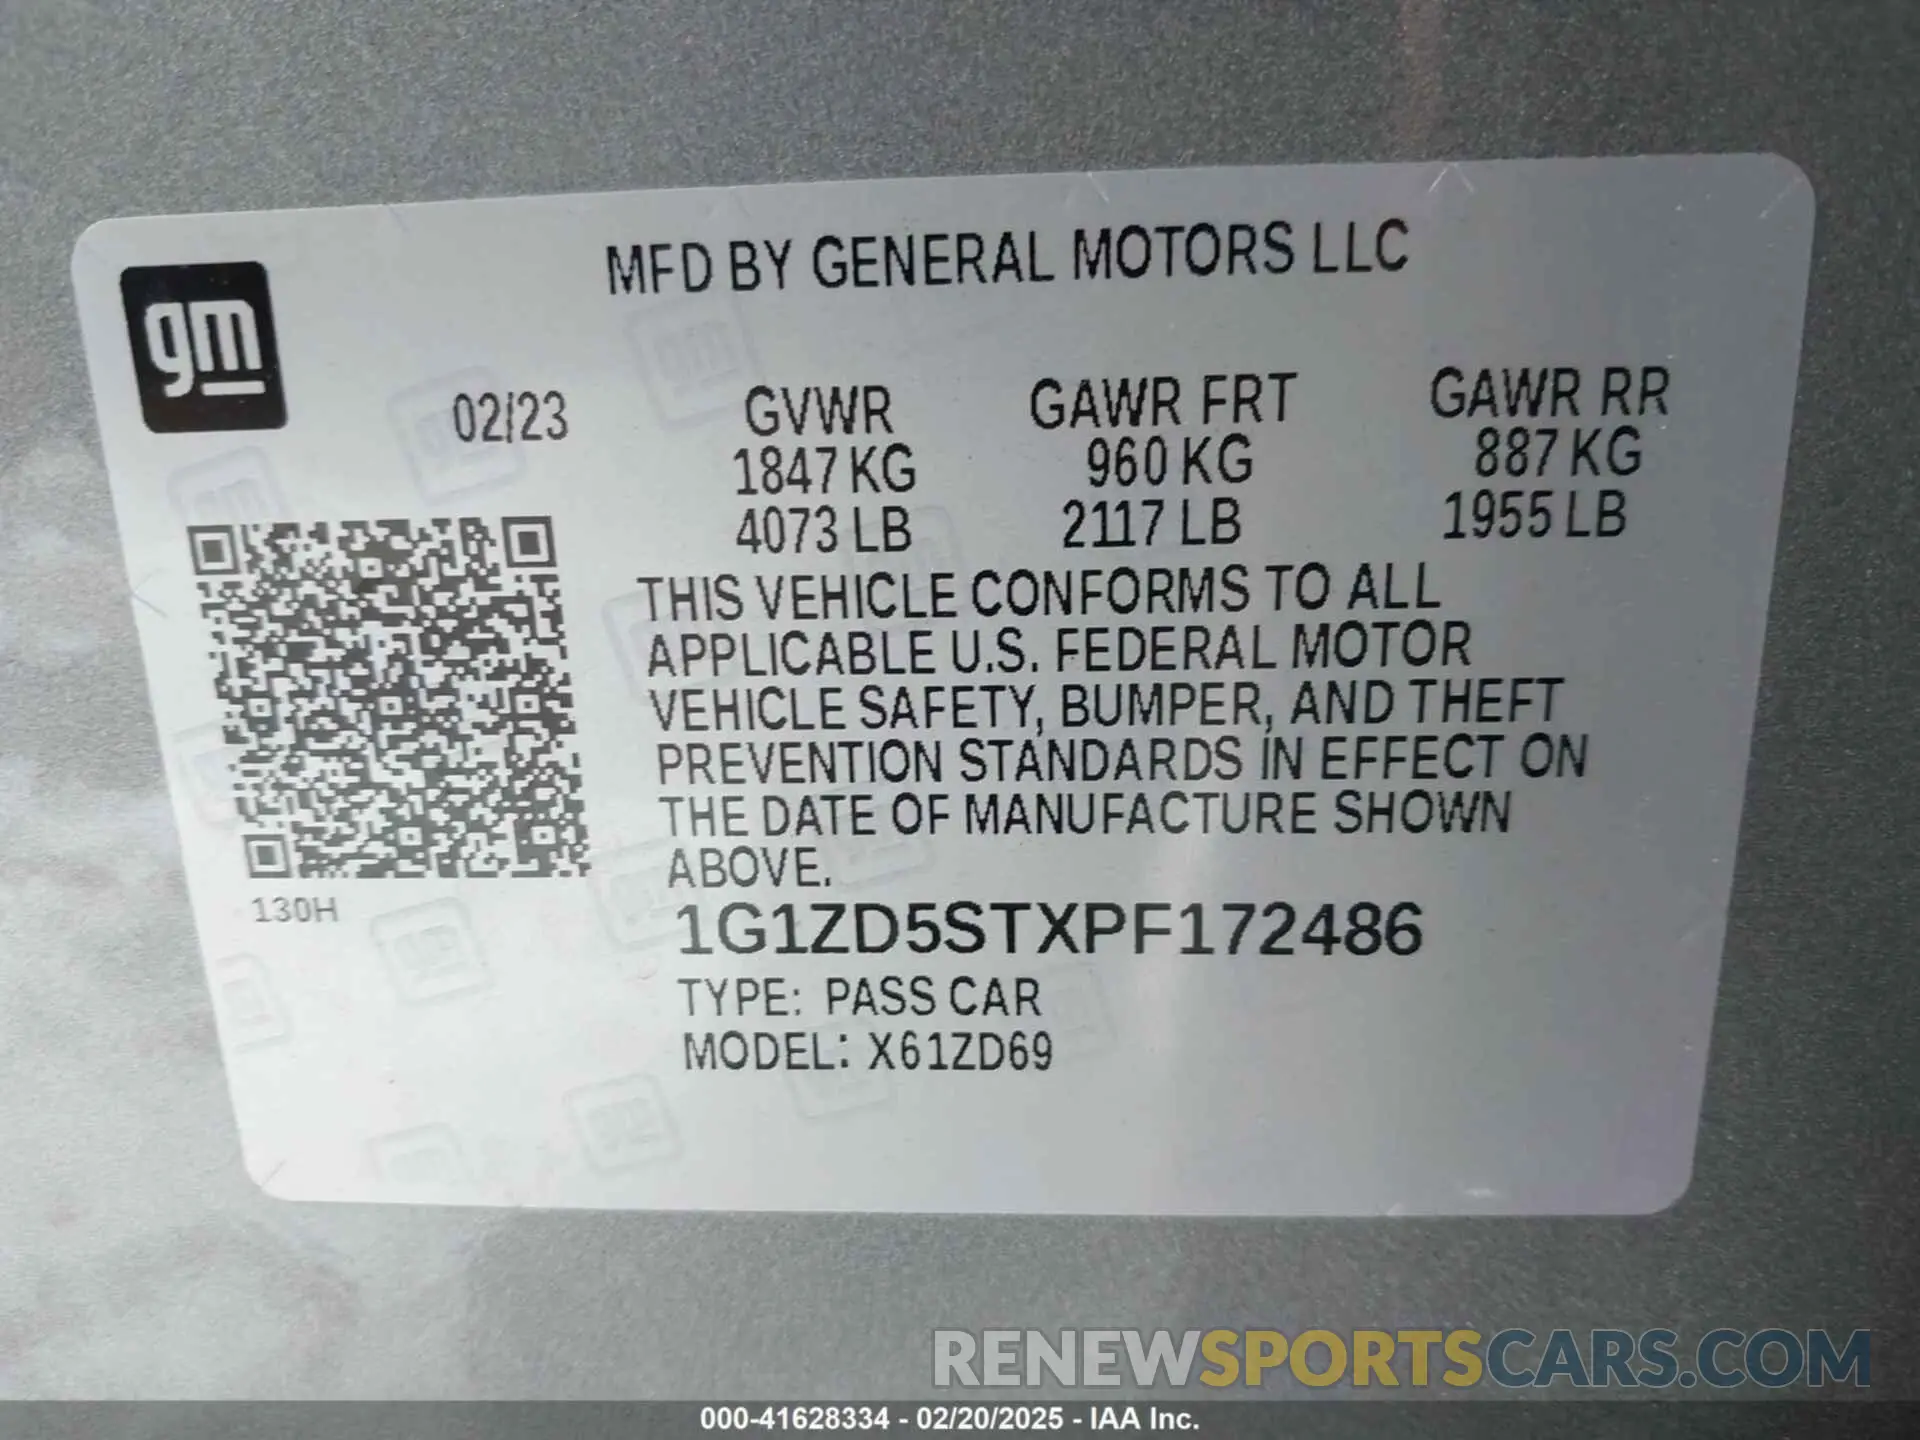 MFD BY GENERAL MOTORS LLC
gm
02/23 GVWR GAWR FRT GAWR RR
1847 KG 960 KG 887 KG
4073 LB 2117 LB 1955 LB
THIS VEHICLE CONFORMS TO ALL
APPLICABLE U.S. FEDERAL MOTOR
VEHICLE SAFETY, BUMPER, AND THEFT
PREVENTION STANDARDS IN EFFECT ON
THE DATE OF MANUFACTURE SHOWN
ABOVE.
130H
1G1ZD5STXPF172486
TYPE: PASS CAR
MODEL: X61ZD69
RENEWSPORTSCARS.COM
000-41628334 - 02/20/2025 - IAA Inc.